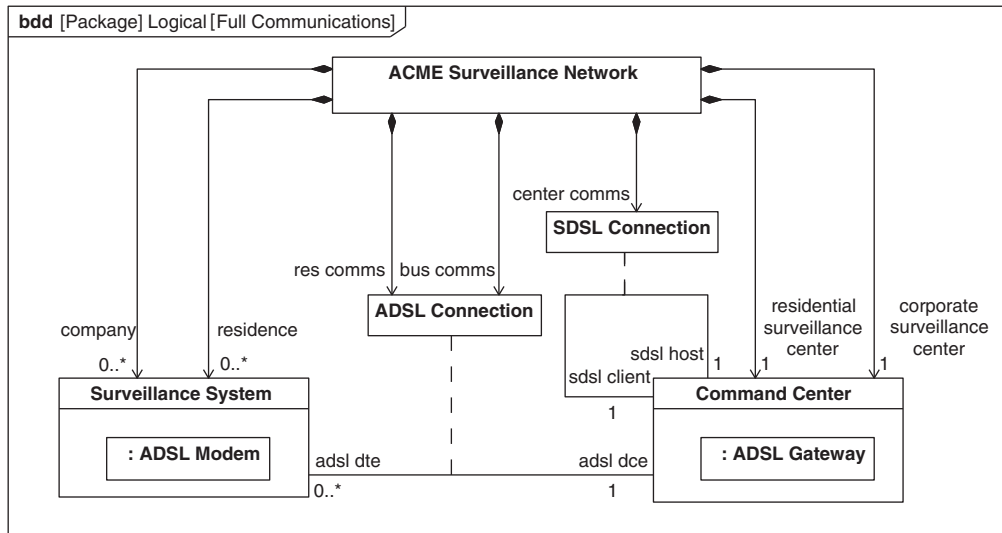 bdd [Package] Logical [Full Communications]
ACME Surveillance Network
center comms
SDSL Connection
res comms
bus comms
ADSL Connection
company
residence
residential
surveillance
center
corporate
surveillance
center
0..*
0..*
sdsl host
1
1
1
sdsl client
1
Surveillance System
: ADSL Modem
Command Center
: ADSL Gateway
adsl dte
0..*
adsl dce
1